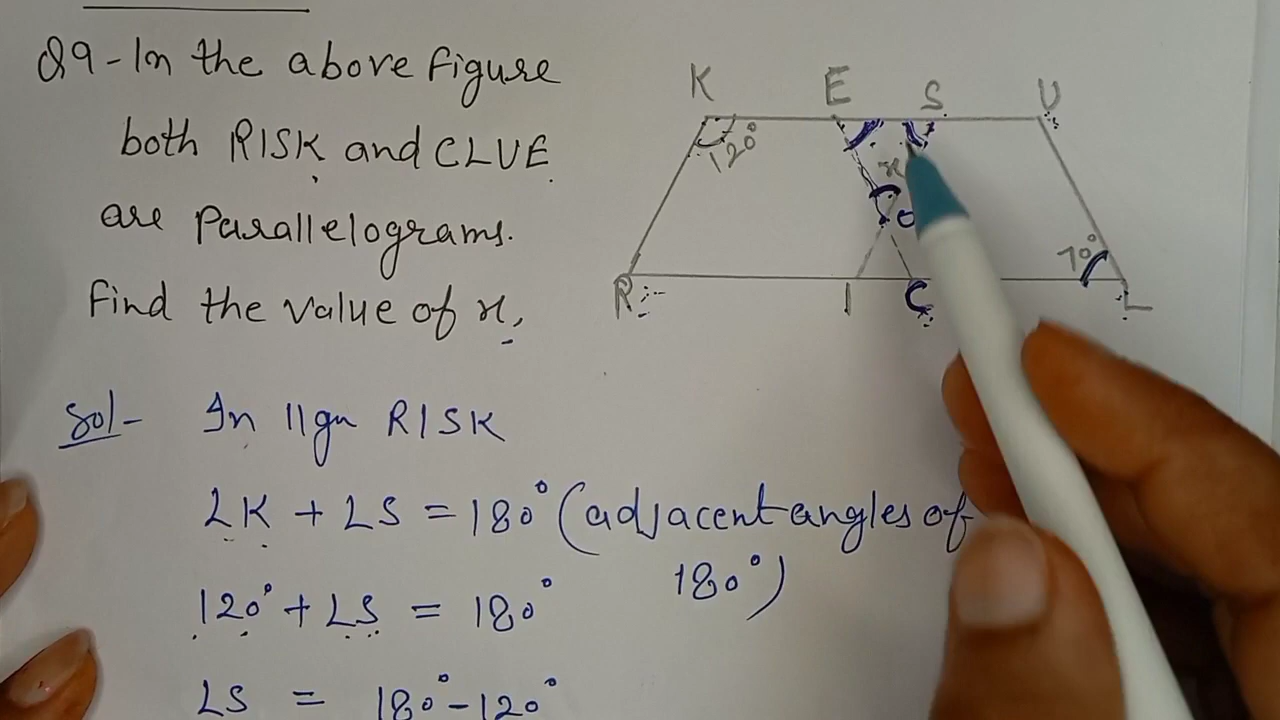 Q9-In the above figure
both RISK and CLUE
are Parallelograms.
Find the value of x,
K E S U
120°
x
O
70°
R I C L
Sol- In ||gm RISK
∠K + ∠S = 180° (adjacent angles of
180°)
120° + ∠S = 180°
∠S = 180° - 120°